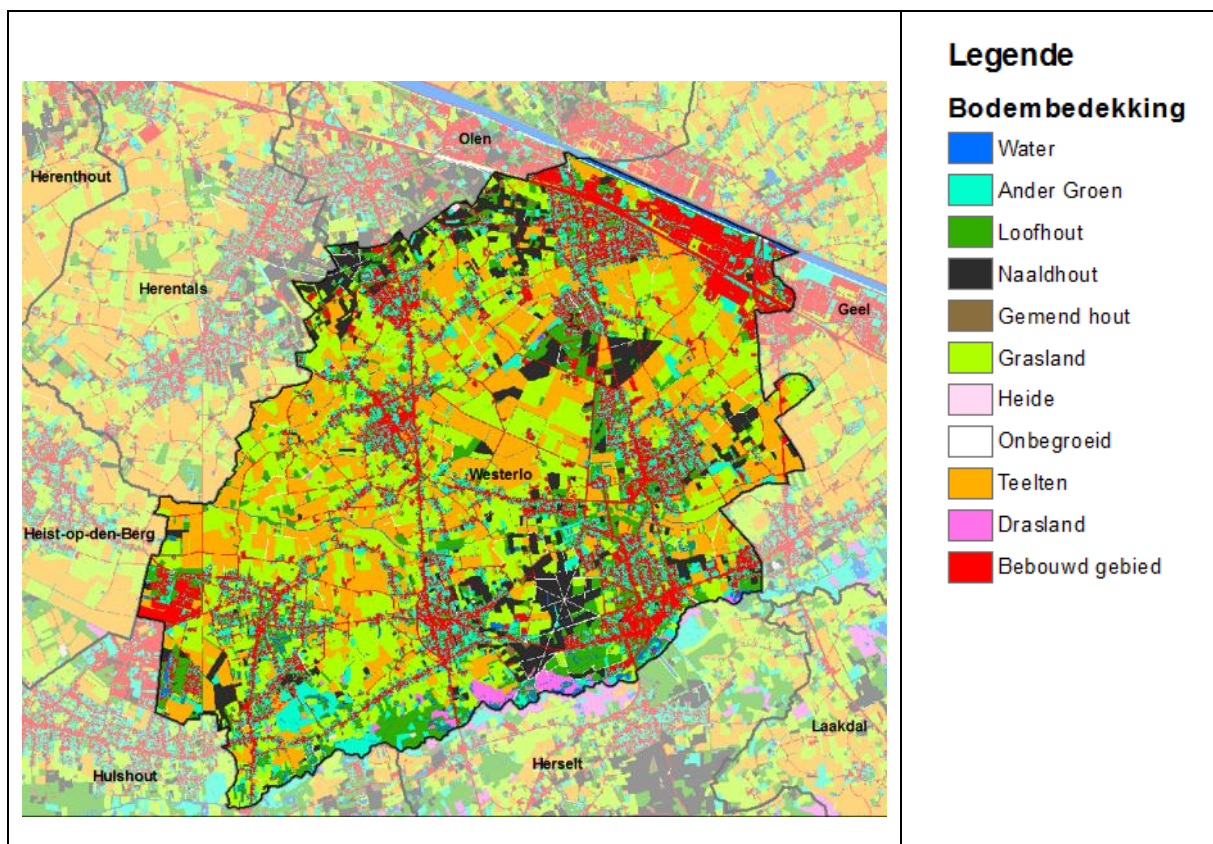 Olen
Herenthout
Herentals
Geel
Westerlo
Heist-op-den-Berg
Laakdal
Herselt
Hulshout
Legende
Bodembedekking
Water
Ander Groen
Loofhout
Naaldhout
Gemend hout
Grasland
Heide
Onbegroeid
Teelten
Drasland
Bebouwd gebied